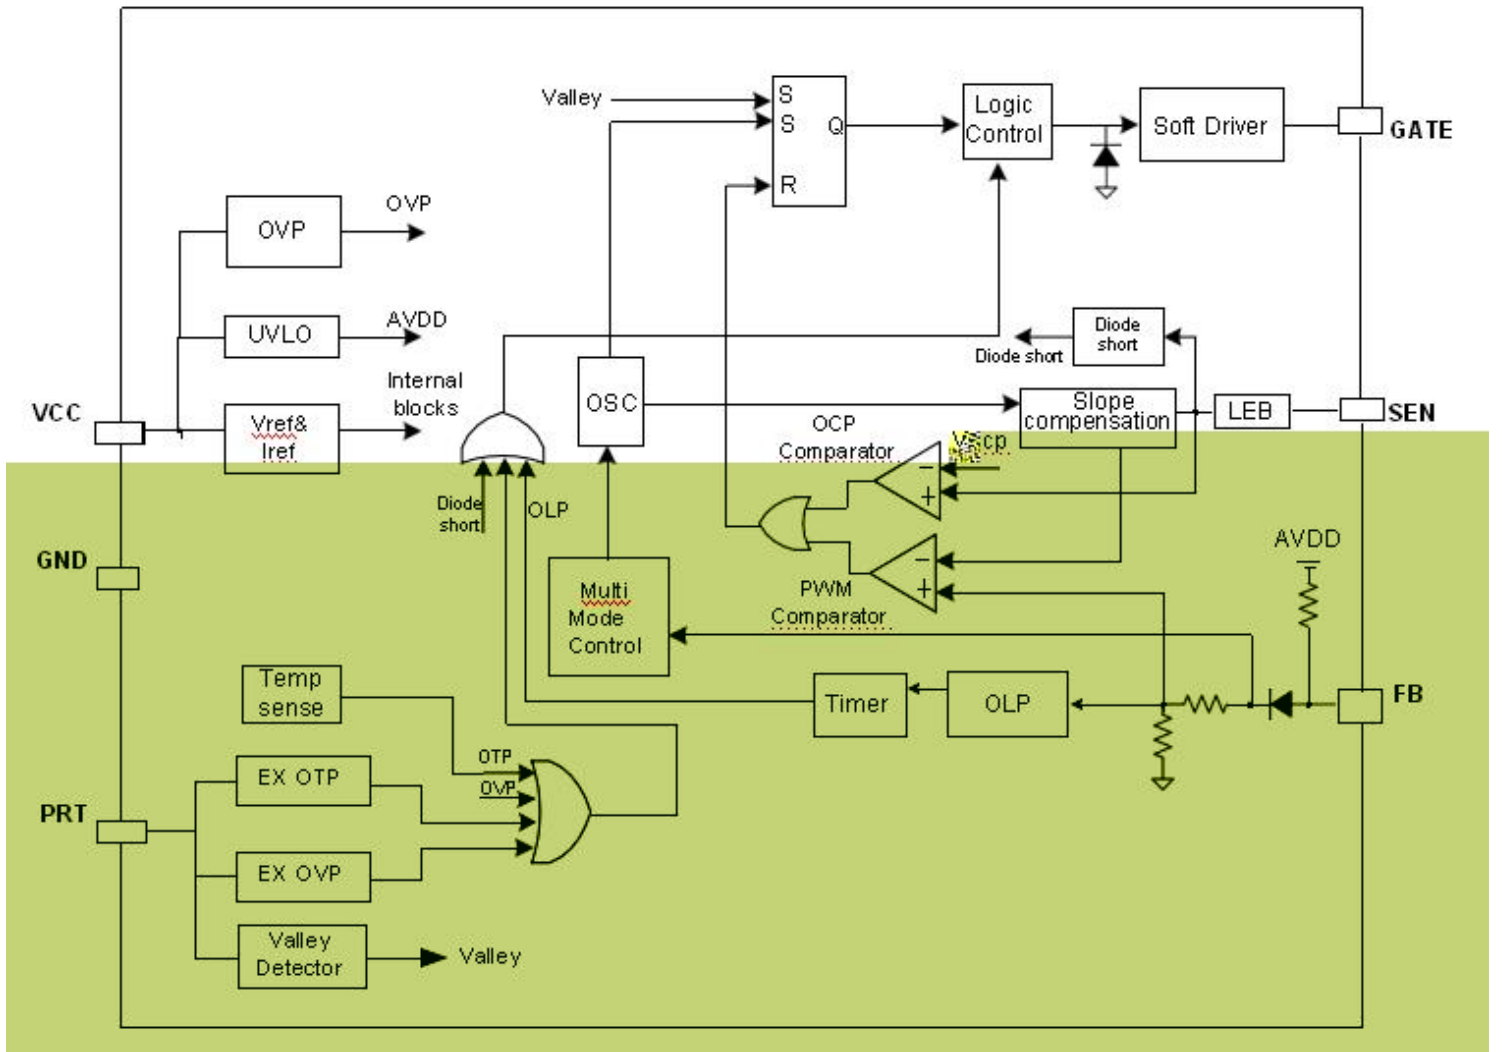 Valley
S
S
Q
R
Logic
Control
Soft Driver
GATE
OVP
OVP
UVLO
AVDD
Internal
blocks
VCC
Vref&
Iref
OSC
Diode
short
Diode short
Slope
compensation
LEB
SEN
OCP
Comparator
Diode
short
OLP
GND
AVDD
Multi
Mode
Control
PWM
Comparator
Temp
sense
Timer
OLP
FB
OTP
OVP
EX OTP
PRT
EX OVP
Valley
Detector
Valley